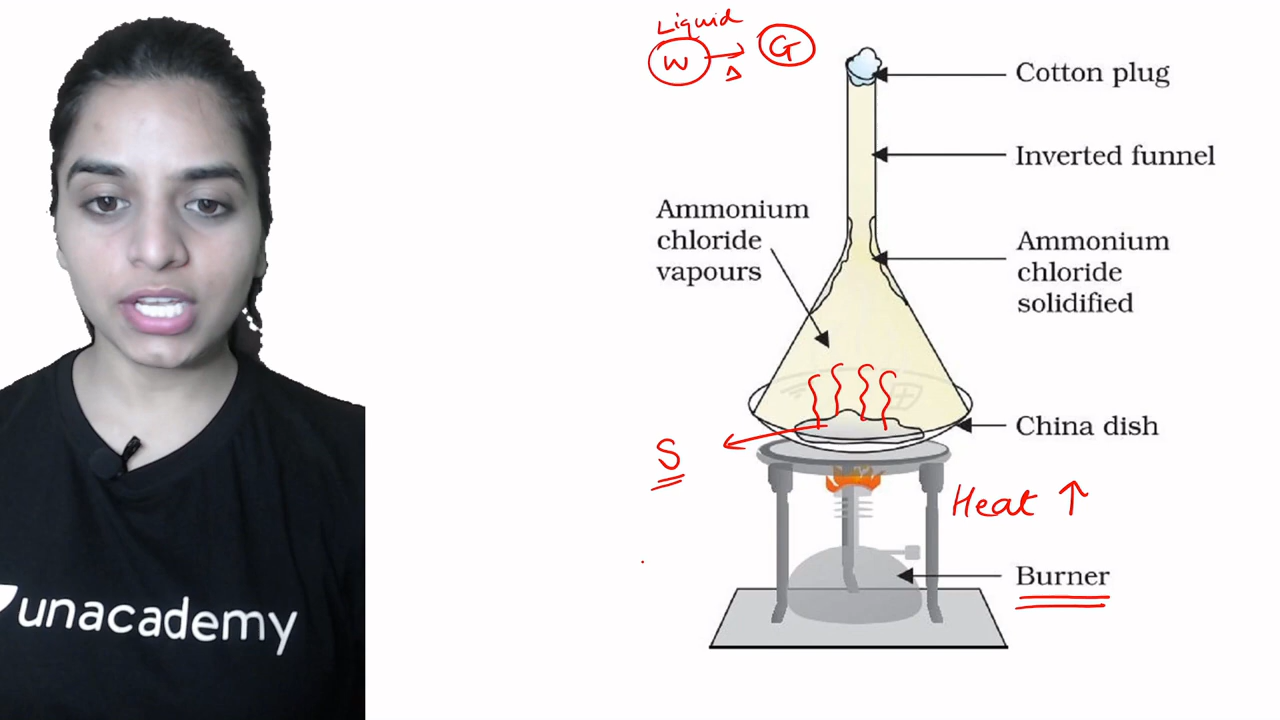 Liquid
W → G
Δ
Cotton plug
Inverted funnel
Ammonium
chloride
vapours
Ammonium
chloride
solidified
China dish
S
Heat ↑
Burner
unacademy